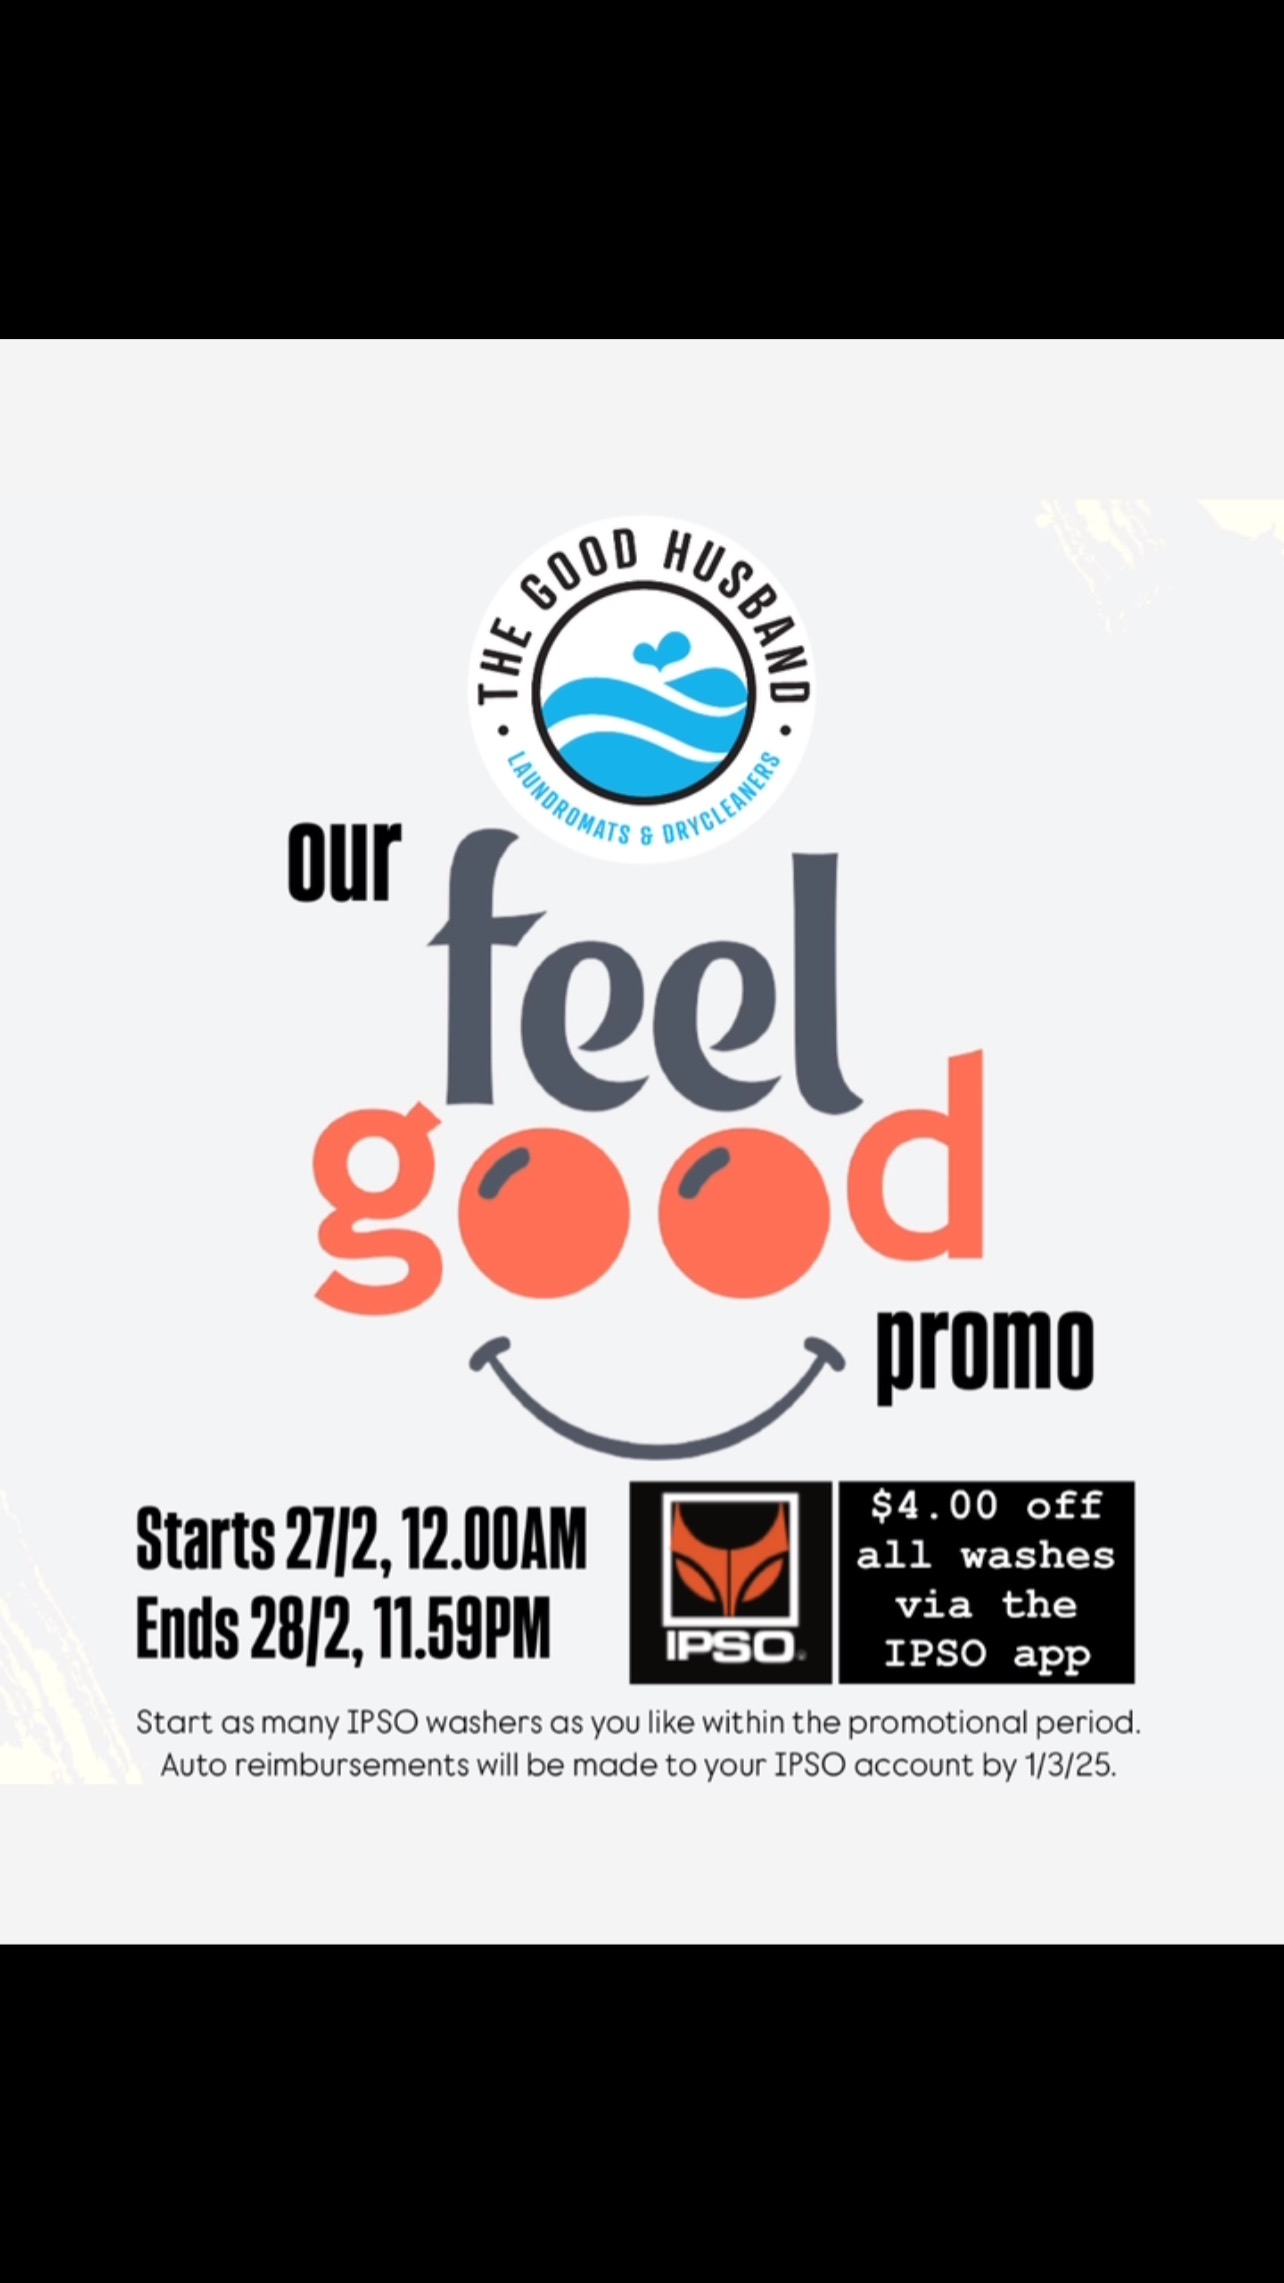 • THE GOOD HUSBAND •
LAUNDROMATS & DRYCLEANERS
our
feel
good
promo
Starts 27/2, 12.00AM
Ends 28/2, 11.59PM
IPSO®
$4.00 off
all washes
via the
IPSO app
Start as many IPSO washers as you like within the promotional period.
Auto reimbursements will be made to your IPSO account by 1/3/25.